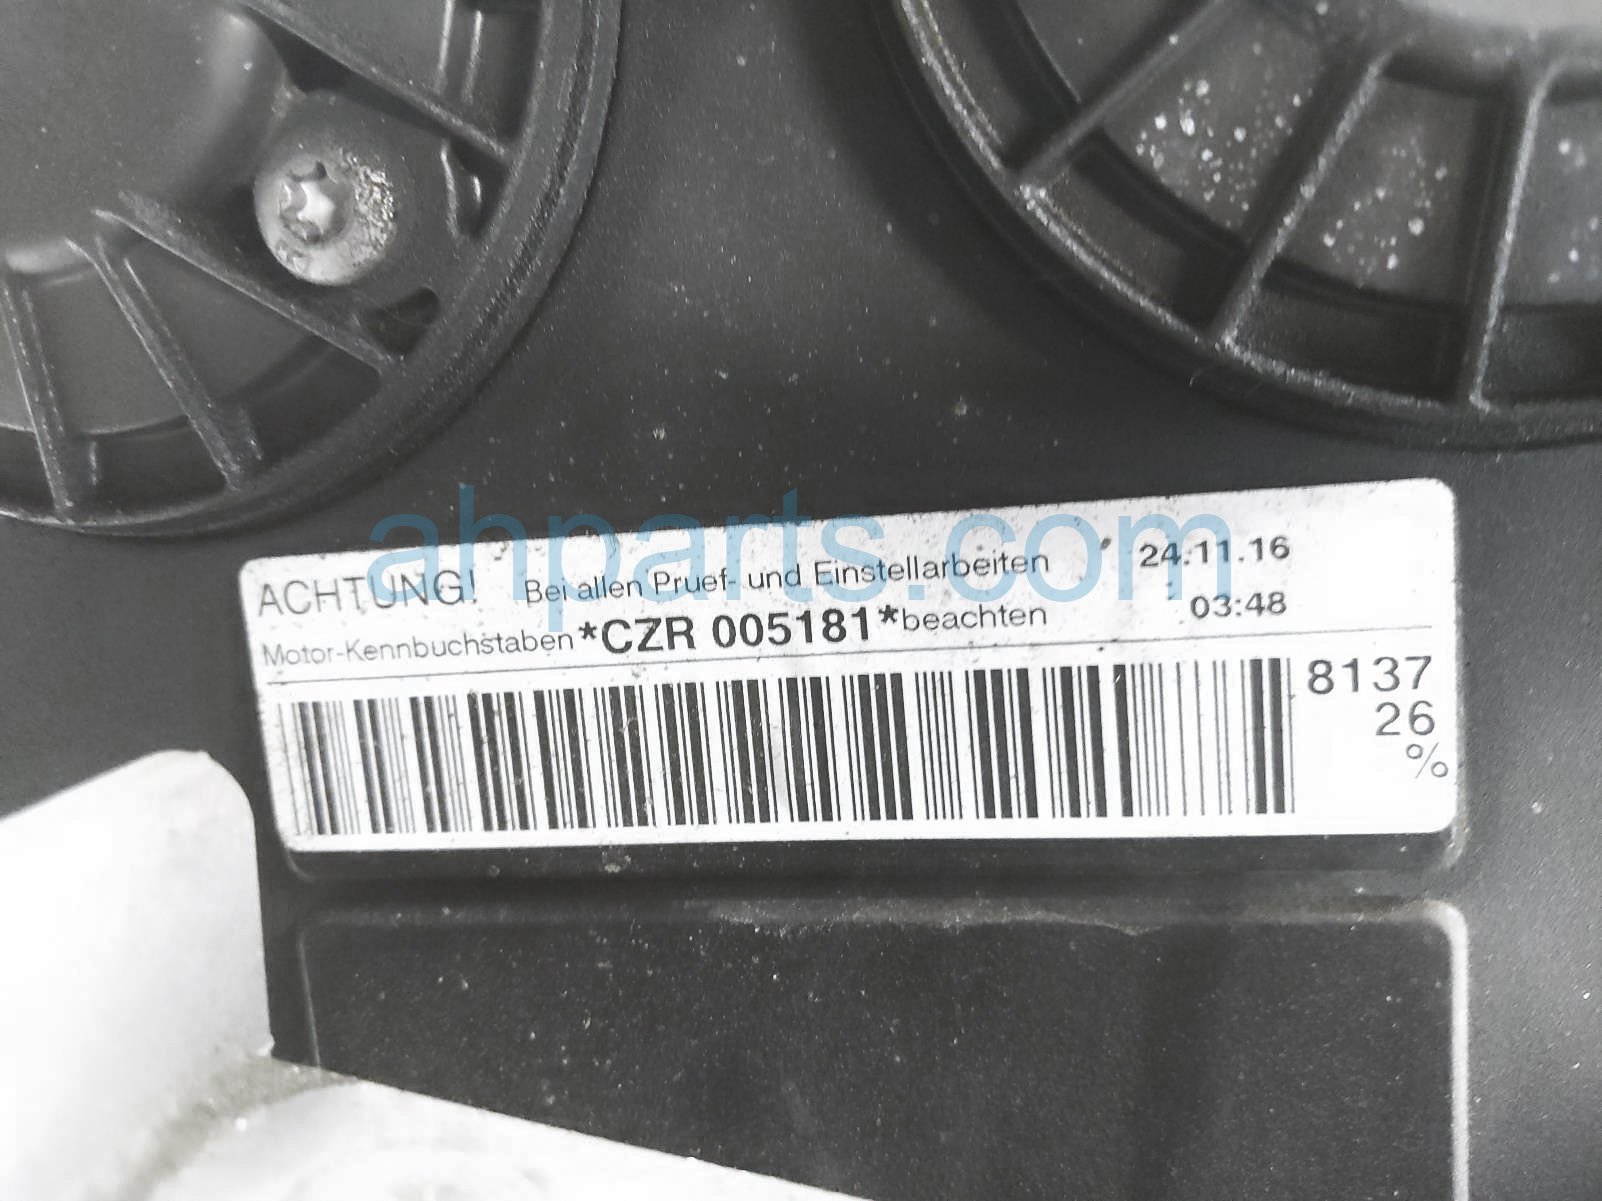 ACHTUNG! Bei allen Pruef- und Einstellarbeiten 24.11.16
Motor-Kennbuchstaben *CZR 005181* beachten 03:48
8137
26
%
ahparts.com